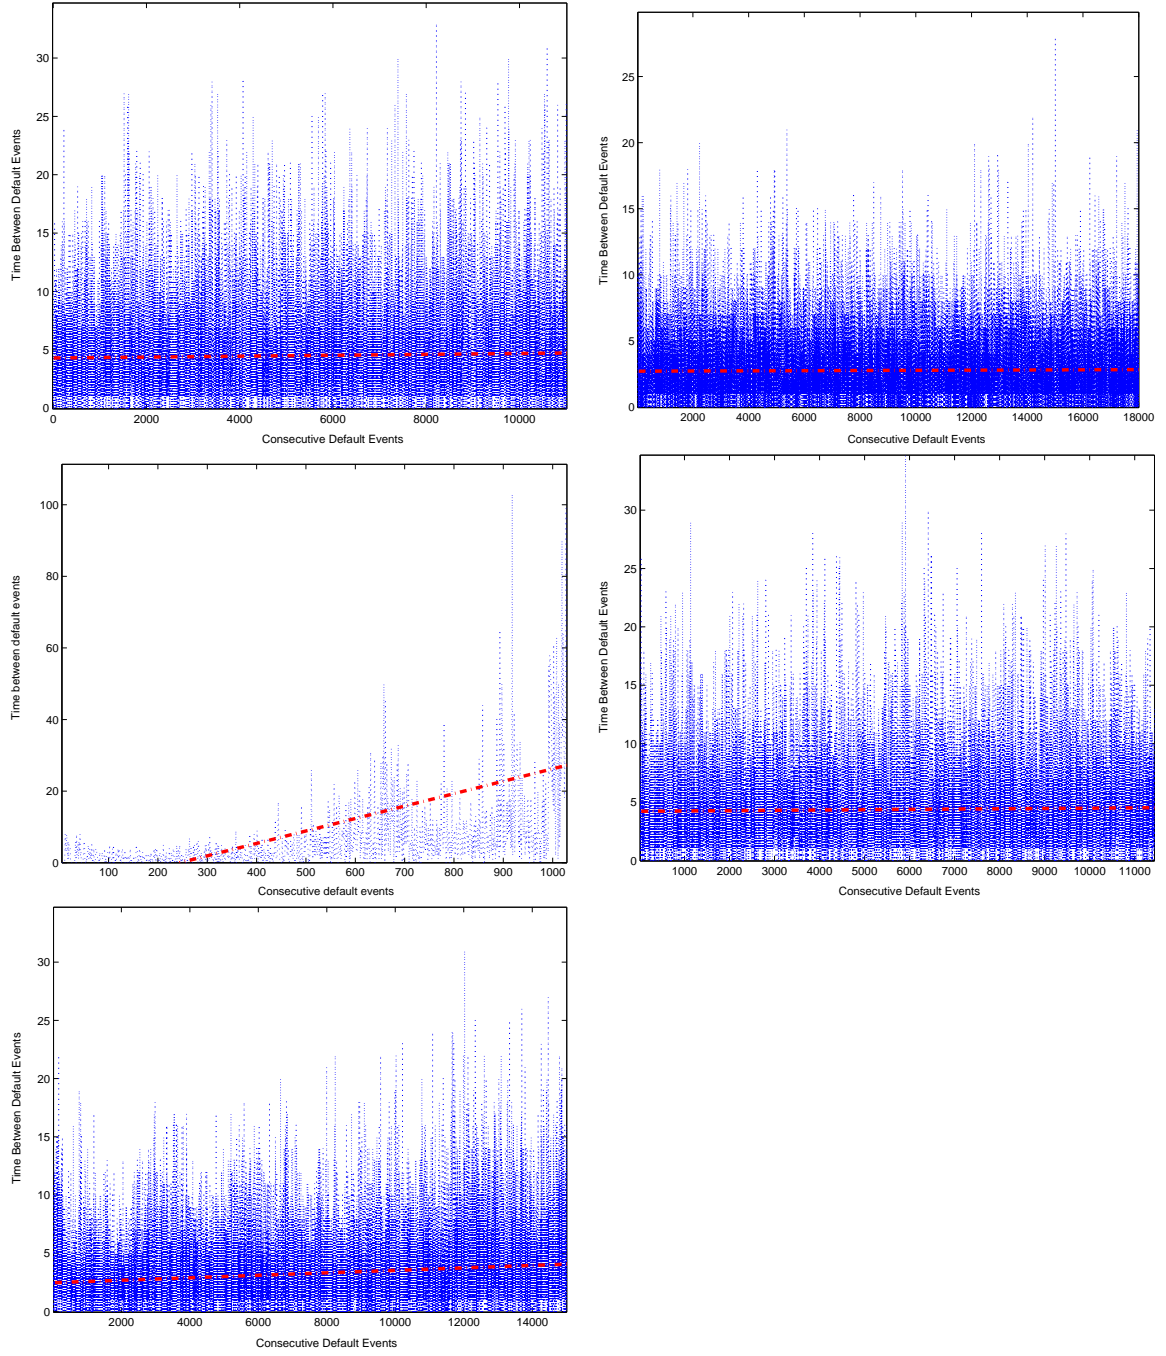 Time Between Default Events
30
25
20
15
10
5
0
0 2000 4000 6000 8000 10000
Consecutive Default Events
Time Between Default Events
25
20
15
10
5
0
2000 4000 6000 8000 10000 12000 14000 16000 18000
Consecutive Default Events
Time between default events
100
80
60
40
20
0
100 200 300 400 500 600 700 800 900 1000
Consecutive default events
Time Between Default Events
30
25
20
15
10
5
0
1000 2000 3000 4000 5000 6000 7000 8000 9000 10000 11000
Consecutive Default Events
Time Between Default Events
30
25
20
15
10
5
0
2000 4000 6000 8000 10000 12000 14000
Consecutive Default Events